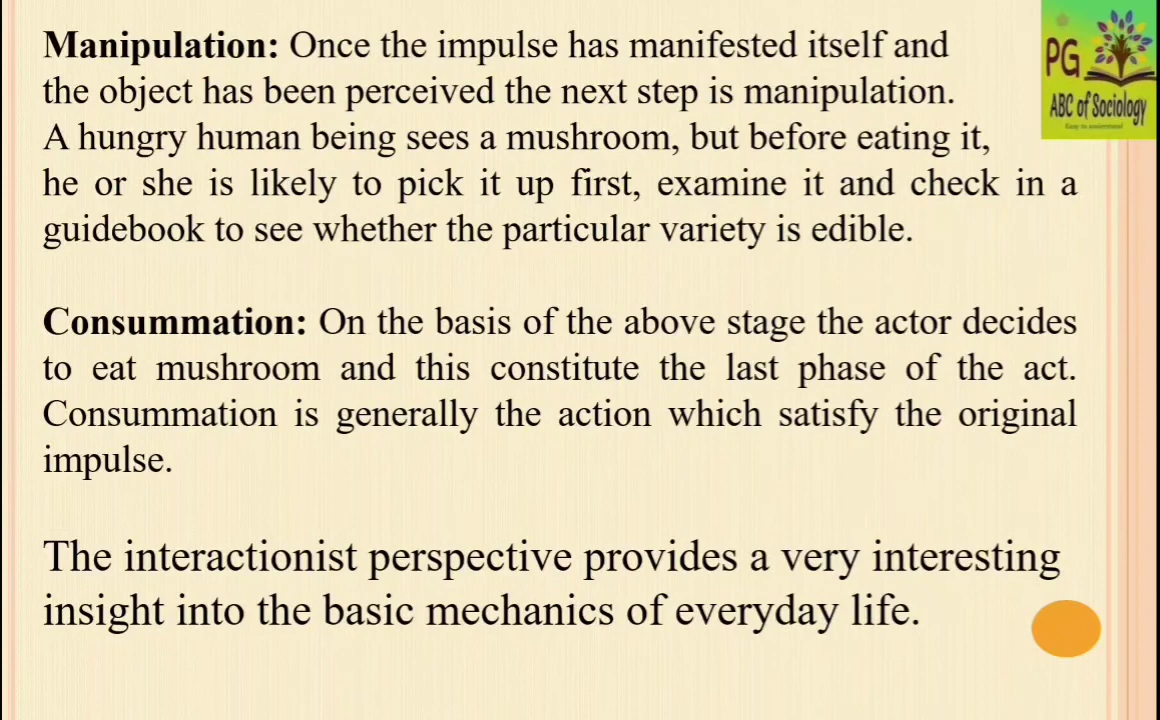 Manipulation: Once the impulse has manifested itself and
the object has been perceived the next step is manipulation.
A hungry human being sees a mushroom, but before eating it,
he or she is likely to pick it up first, examine it and check in a
guidebook to see whether the particular variety is edible.
Consummation: On the basis of the above stage the actor decides
to eat mushroom and this constitute the last phase of the act.
Consummation is generally the action which satisfy the original
impulse.
The interactionist perspective provides a very interesting
insight into the basic mechanics of everyday life.
PG
ABC of Sociology
Easy to understand